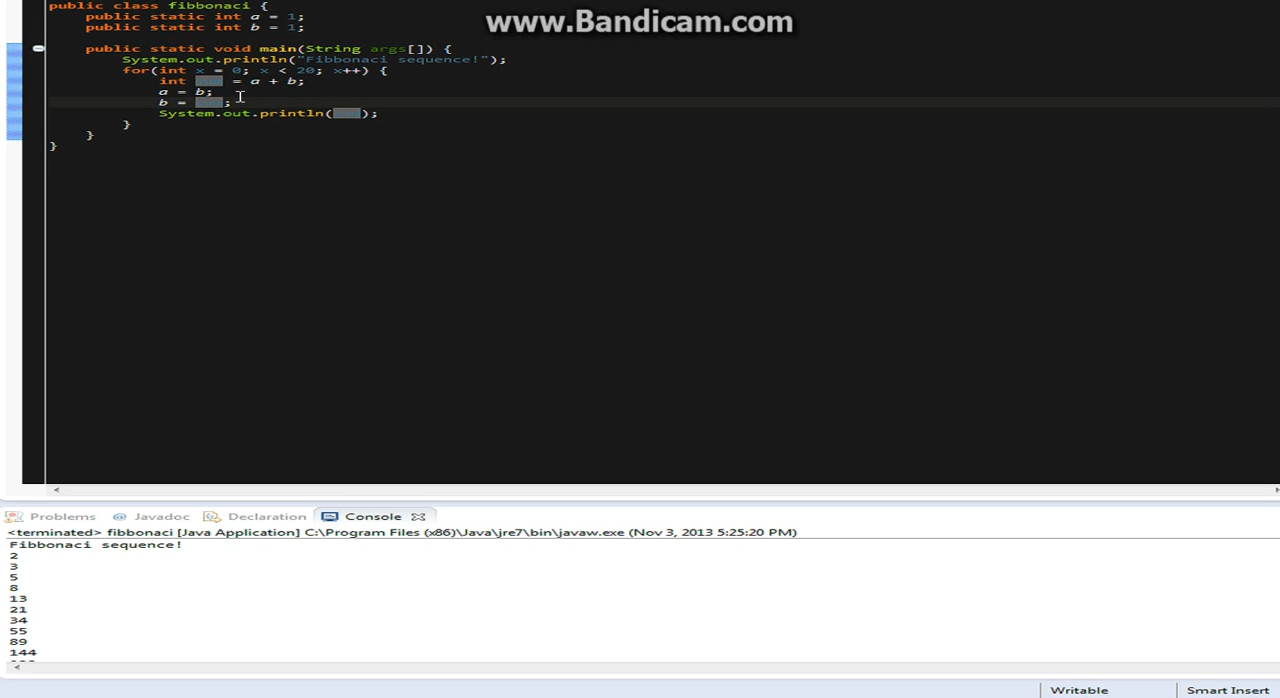 public class fibbonaci {
www.Bandicam.com
public static int a = 1;
public static int b = 1;
public static void main(String args[]) {
System.out.println("Fibbonaci sequence!");
for(int x = 0; x < 20; x++) {
int = a + b;
a = b;
b = ;
System.out.println( );
}
}
}
Problems @ Javadoc Declaration Console
<terminated> fibbonaci [Java Application] C:\Program Files (x86)\Java\jre7\bin\javaw.exe (Nov 3, 2013 5:25:20 PM)
Fibbonaci sequence!
2
3
5
8
13
21
34
55
89
144
Writable Smart Insert